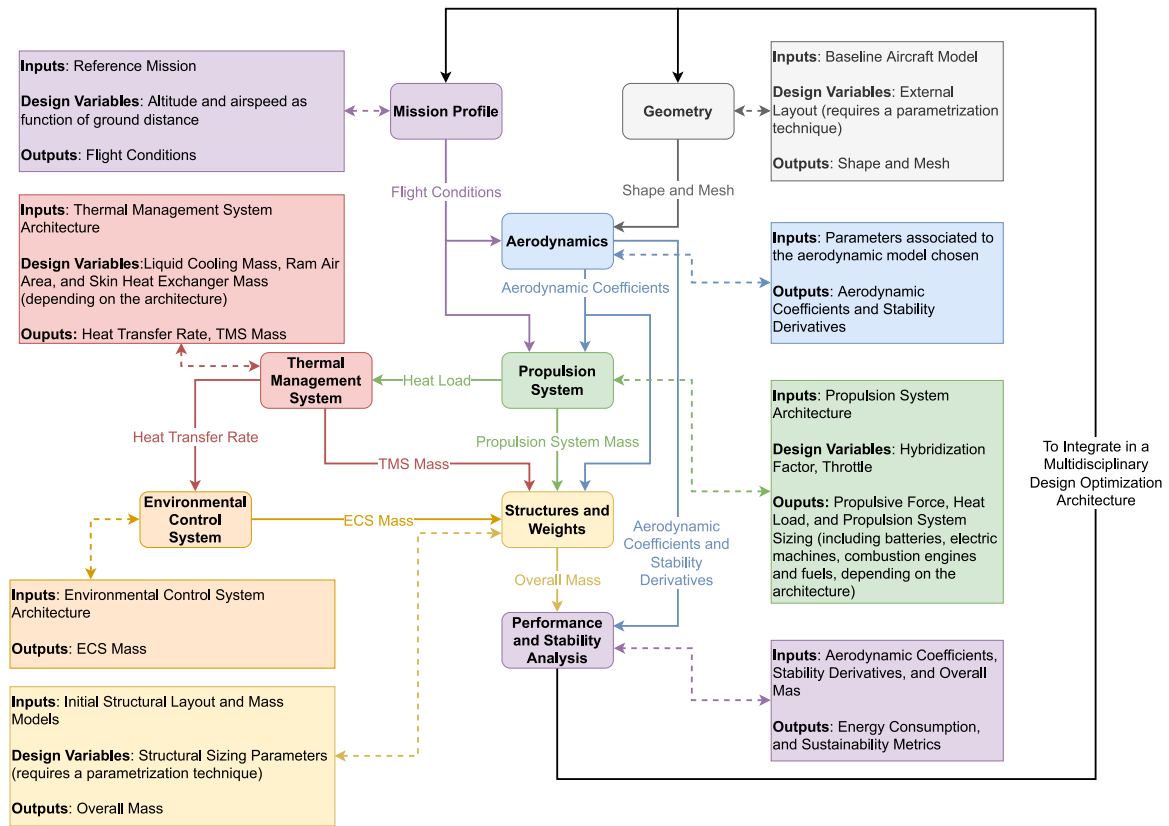 Inputs: Reference Mission
Design Variables: Altitude and airspeed as
function of ground distance
Outputs: Flight Conditions
Mission Profile
Geometry
Inputs: Baseline Aircraft Model
Design Variables: External
Layout (requires a parametrization
technique)
Outputs: Shape and Mesh
Flight Conditions
Shape and Mesh
Inputs: Thermal Management System
Architecture
Design Variables:Liquid Cooling Mass, Ram Air
Area, and Skin Heat Exchanger Mass
(depending on the architecture)
Ouputs: Heat Transfer Rate, TMS Mass
Aerodynamics
Inputs: Parameters associated to
the aerodynamic model chosen
Outputs: Aerodynamic
Coefficients and Stability
Derivatives
Aerodynamic Coefficients
Thermal
Management
System
Heat Load
Propulsion
System
Inputs: Propulsion System
Architecture
Design Variables: Hybridization
Factor, Throttle
Ouputs: Propulsive Force, Heat
Load, and Propulsion System
Sizing (including batteries, electric
machines, combustion engines
and fuels, depending on the
architecture)
Heat Transfer Rate
Propulsion System Mass
TMS Mass
To Integrate in a
Multidisciplinary
Design Optimization
Architecture
Environmental
Control
System
ECS Mass
Structures and
Weights
Aerodynamic
Coefficients and
Stability
Derivatives
Overall Mass
Inputs: Environmental Control System
Architecture
Outputs: ECS Mass
Performance
and Stability
Analysis
Inputs: Aerodynamic Coefficients,
Stability Derivatives, and Overall
Mas
Outputs: Energy Consumption,
and Sustainability Metrics
Inputs: Initial Structural Layout and Mass
Models
Design Variables: Structural Sizing Parameters
(requires a parametrization technique)
Outputs: Overall Mass